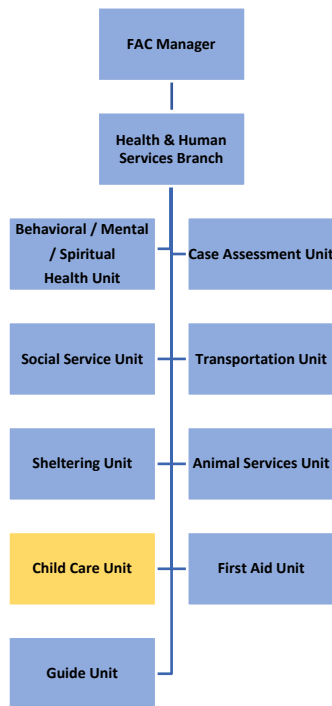 FAC Manager
Health & Human
Services Branch
Behavioral / Mental
/ Spiritual
Health Unit
Case Assessment Unit
Social Service Unit
Transportation Unit
Sheltering Unit
Animal Services Unit
Child Care Unit
First Aid Unit
Guide Unit